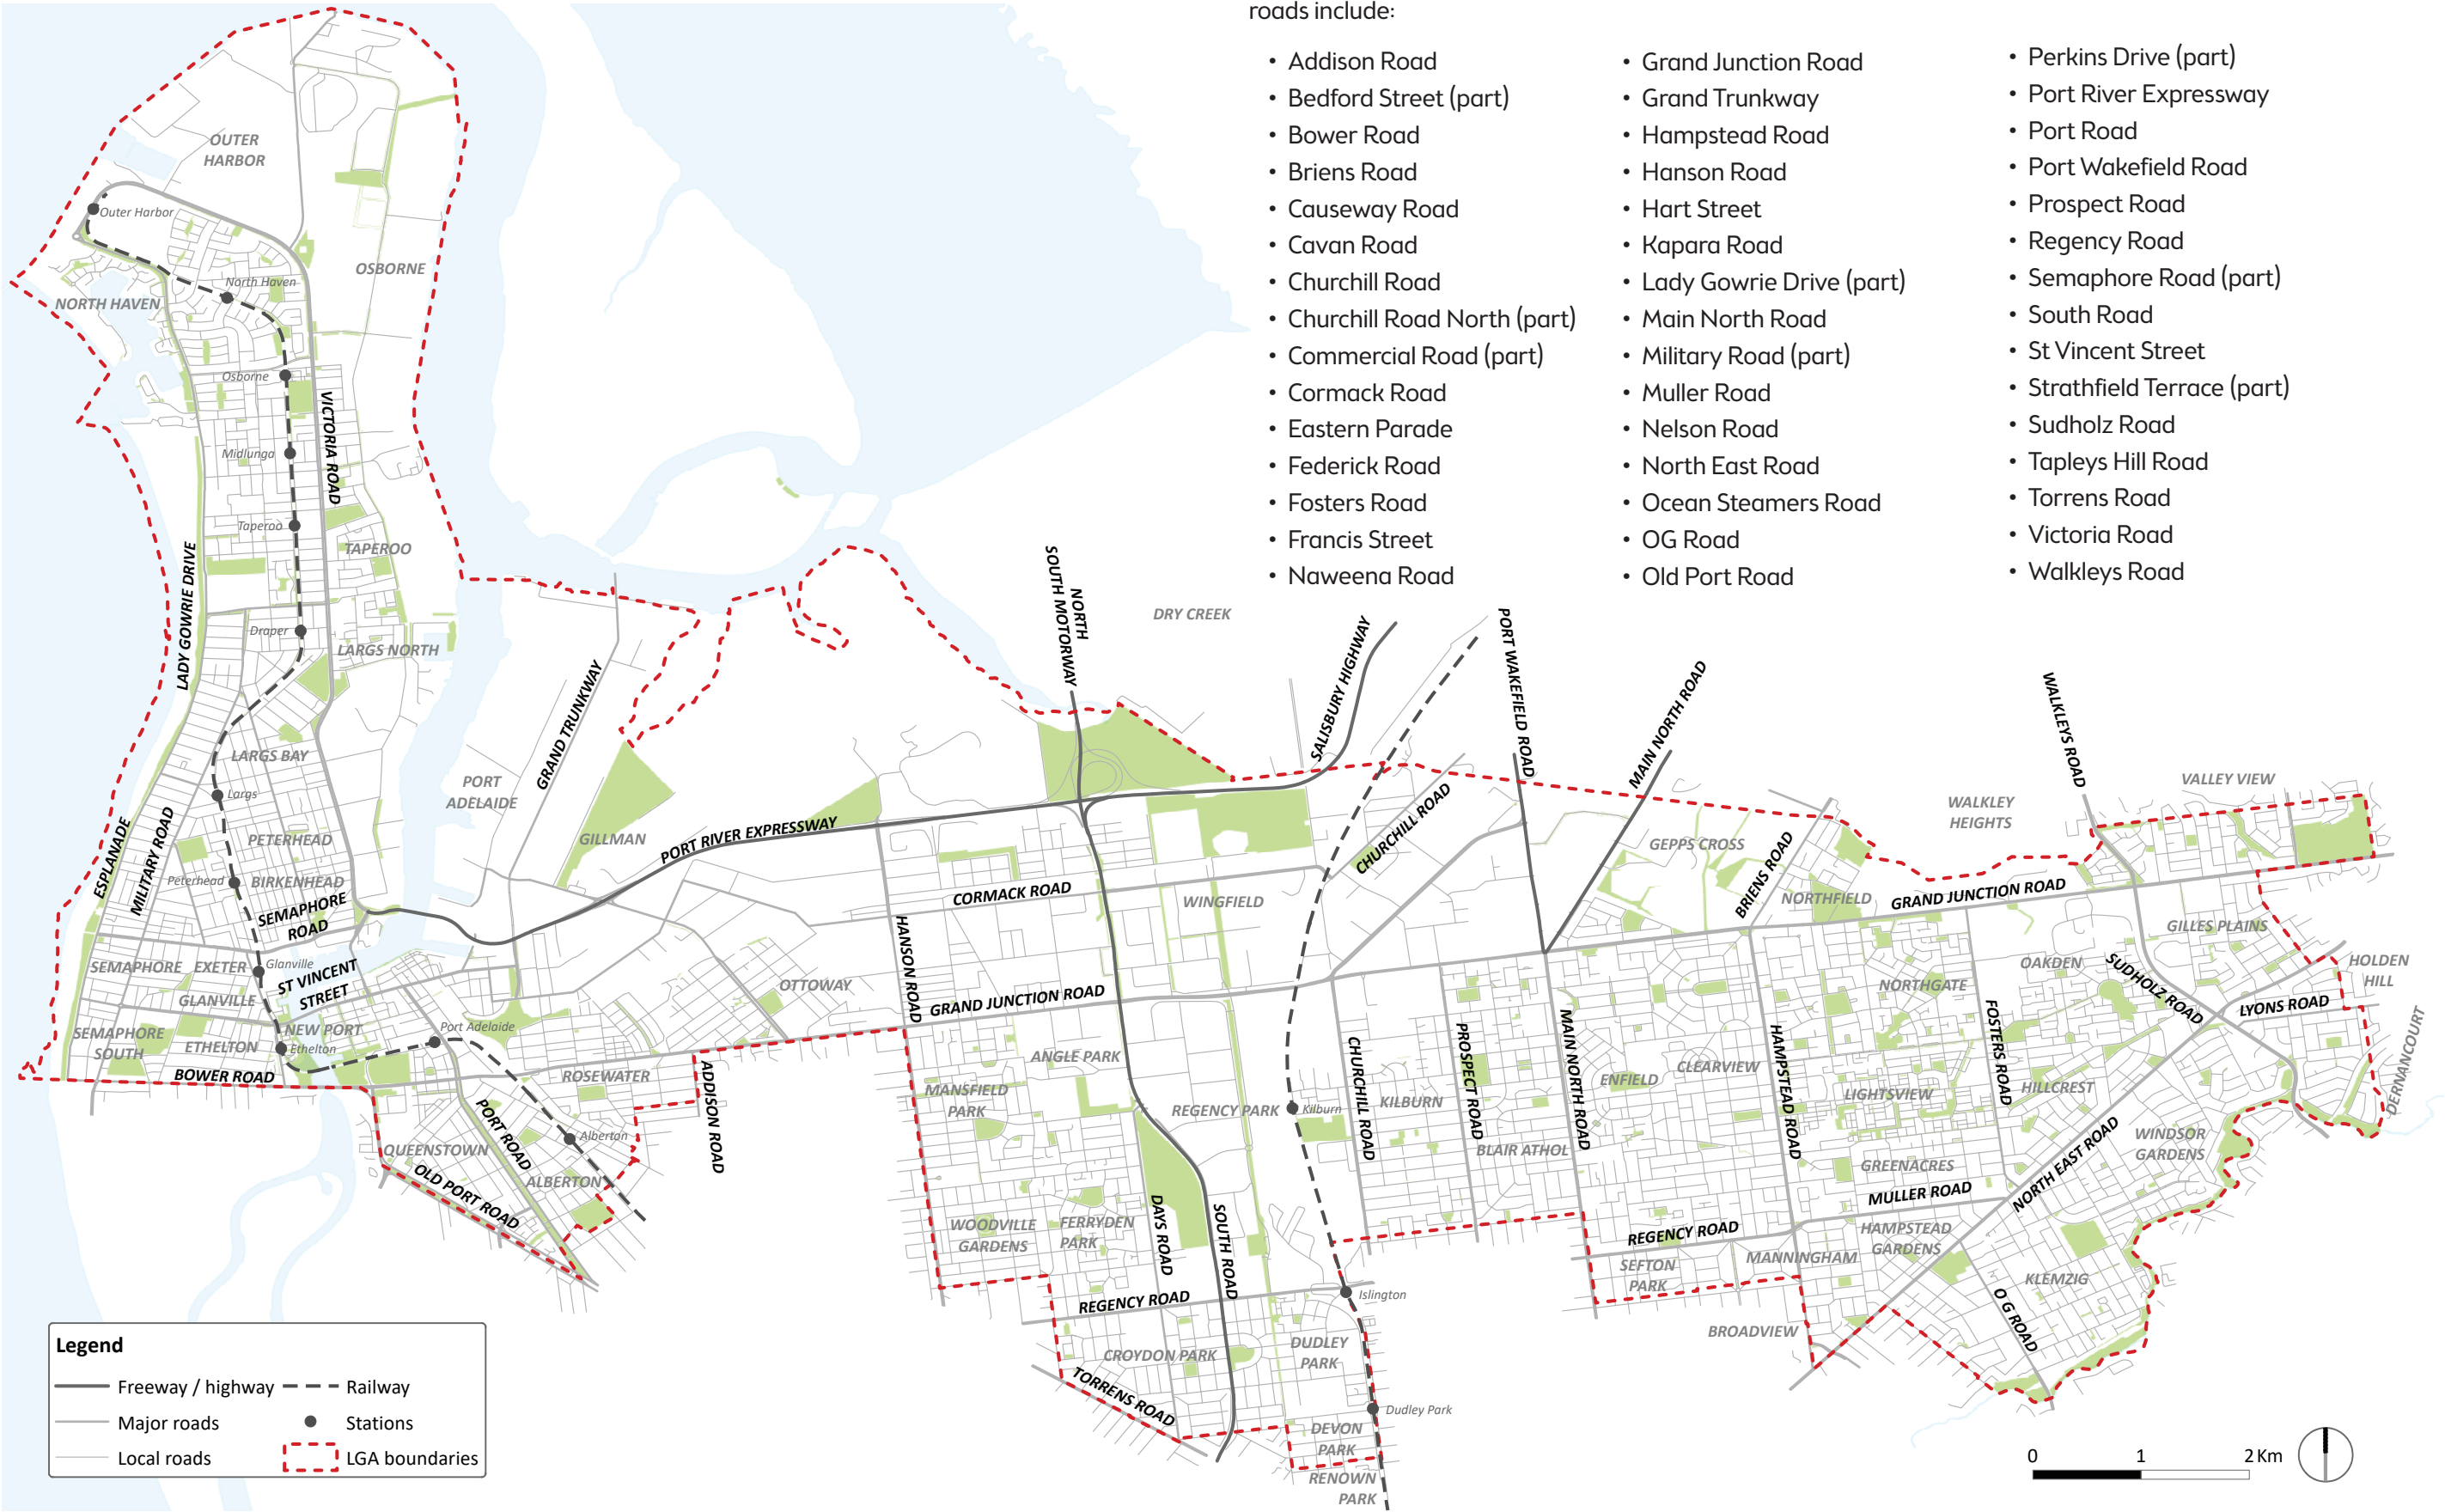 roads include:
• Addison Road
• Bedford Street (part)
• Bower Road
• Briens Road
• Causeway Road
• Cavan Road
• Churchill Road
• Churchill Road North (part)
• Commercial Road (part)
• Cormack Road
• Eastern Parade
• Federick Road
• Fosters Road
• Francis Street
• Naweena Road
• Grand Junction Road
• Grand Trunkway
• Hampstead Road
• Hanson Road
• Hart Street
• Kapara Road
• Lady Gowrie Drive (part)
• Main North Road
• Military Road (part)
• Muller Road
• Nelson Road
• North East Road
• Ocean Steamers Road
• OG Road
• Old Port Road
• Perkins Drive (part)
• Port River Expressway
• Port Road
• Port Wakefield Road
• Prospect Road
• Regency Road
• Semaphore Road (part)
• South Road
• St Vincent Street
• Strathfield Terrace (part)
• Sudholz Road
• Tapleys Hill Road
• Torrens Road
• Victoria Road
• Walkleys Road
OUTER
HARBOR
Outer Harbor
OSBORNE
North Haven
NORTH HAVEN
Osborne
VICTORIA ROAD
Midlunga
Taperoo
TAPEROO
LADY GOWRIE DRIVE
Draper
LARGS NORTH
LARGS BAY
Largs
ESPLANADE
MILITARY ROAD
PETERHEAD
Peterhead
BIRKENHEAD
SEMAPHORE
ROAD
SEMAPHORE
EXETER
Glanville
ST VINCENT
STREET
GLANVILLE
SEMAPHORE
SOUTH
ETHELTON
NEW PORT
Ethelton
Port Adelaide
BOWER ROAD
PORT
ADELAIDE
GRAND TRUNKWAY
GILLMAN
PORT RIVER EXPRESSWAY
ROSEWATER
ADDISON ROAD
PORT ROAD
Alberton
QUEENSTOWN
ALBERTON
OLD PORT ROAD
OTTOWAY
NORTH
SOUTH MOTORWAY
DRY CREEK
SALISBURY HIGHWAY
PORT WAKEFIELD ROAD
MAIN NORTH ROAD
WALKLEYS ROAD
VALLEY VIEW
WALKLEY
HEIGHTS
CHURCHILL ROAD
GEPPS CROSS
BRIENS ROAD
CORMACK ROAD
WINGFIELD
HANSON ROAD
GRAND JUNCTION ROAD
NORTHFIELD
GRAND JUNCTION ROAD
GILLES PLAINS
OAKDEN
SUDHOLZ ROAD
HOLDEN
HILL
NORTHGATE
LYONS ROAD
DERNANCOURT
ANGLE PARK
MANSFIELD
PARK
REGENCY PARK
Kilburn
CHURCHILL ROAD
KILBURN
PROSPECT ROAD
BLAIR ATHOL
MAIN NORTH ROAD
ENFIELD
CLEARVIEW
HAMPSTEAD ROAD
LIGHTSVIEW
FOSTERS ROAD
HILLCREST
GREENACRES
NORTH EAST ROAD
WINDSOR
GARDENS
MULLER ROAD
WOODVILLE
GARDENS
FERRYDEN
PARK
DAYS ROAD
SOUTH ROAD
REGENCY ROAD
HAMPSTEAD
GARDENS
MANNINGHAM
SEFTON
PARK
KLEMZIG
O G ROAD
BROADVIEW
REGENCY ROAD
Islington
DUDLEY
PARK
CROYDON PARK
TORRENS ROAD
Dudley Park
DEVON
PARK
RENOWN
PARK
Legend
Freeway / highway
Railway
Major roads
Stations
Local roads
LGA boundaries
0 1 2 Km